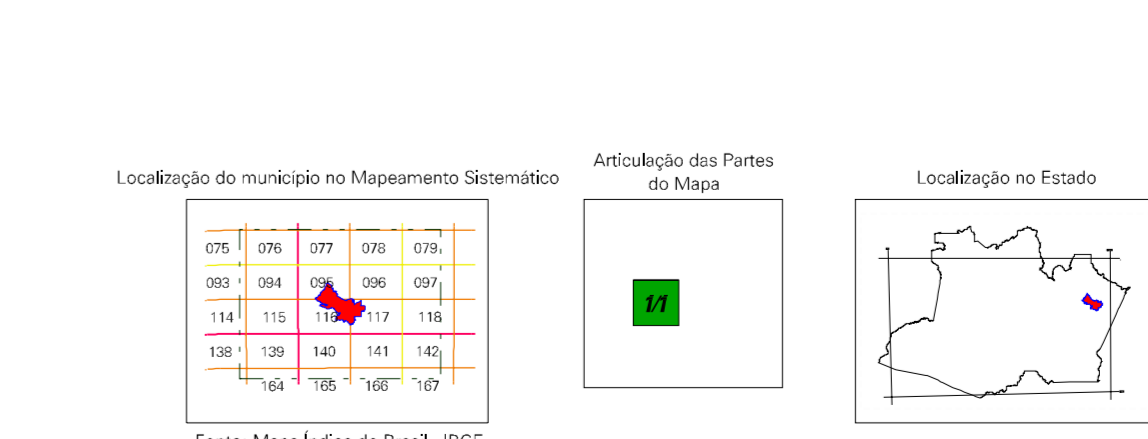 Localização do município no Mapeamento Sistemático
075 076 077 078 079
093 094 095 096 097
114 115 116 117 118
138 139 140 141 142
164 165 166 167
Articulação das Partes
do Mapa
1/1
Localização no Estado